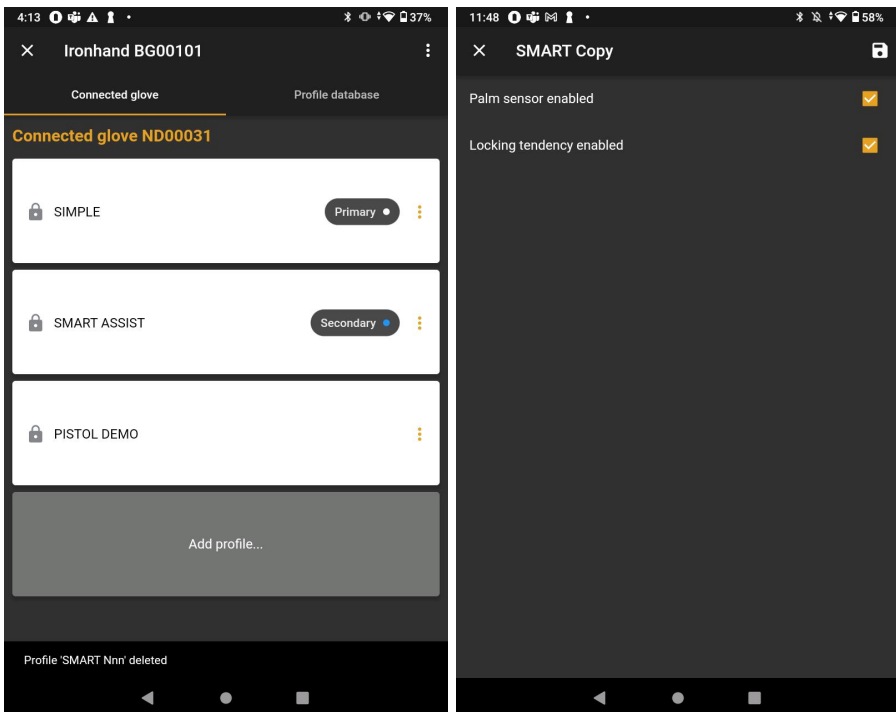 4:13
37%
Ironhand BG00101
Connected glove
Profile database
Connected glove ND00031
SIMPLE
Primary
SMART ASSIST
Secondary
PISTOL DEMO
Add profile...
Profile 'SMART Nnn' deleted
11:48
58%
SMART Copy
Palm sensor enabled
Locking tendency enabled